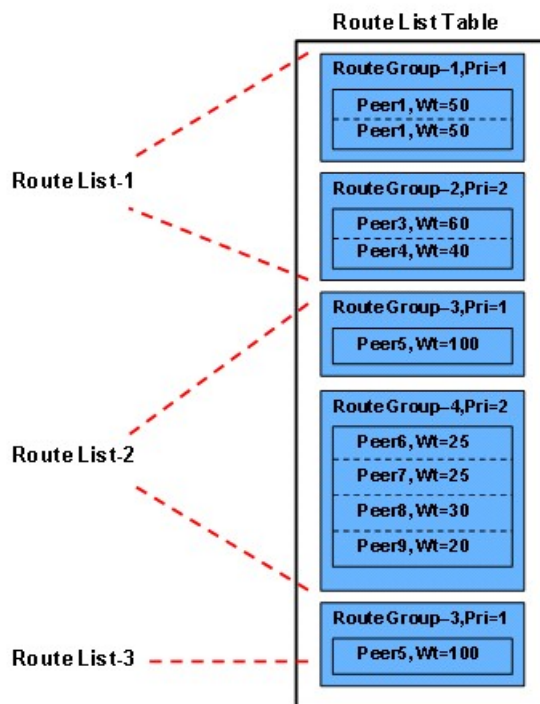 Route List Table
Route Group–1,Pri=1
Peer1, Wt=50
Peer1, Wt=50
Route List-1
Route Group–2,Pri=2
Peer3, Wt=60
Peer4, Wt=40
Route Group–3,Pri=1
Peer5, Wt=100
Route Group–4,Pri=2
Peer6, Wt=25
Route List-2
Peer7, Wt=25
Peer8, Wt=30
Peer9, Wt=20
Route Group–3,Pri=1
Route List-3
Peer5, Wt=100